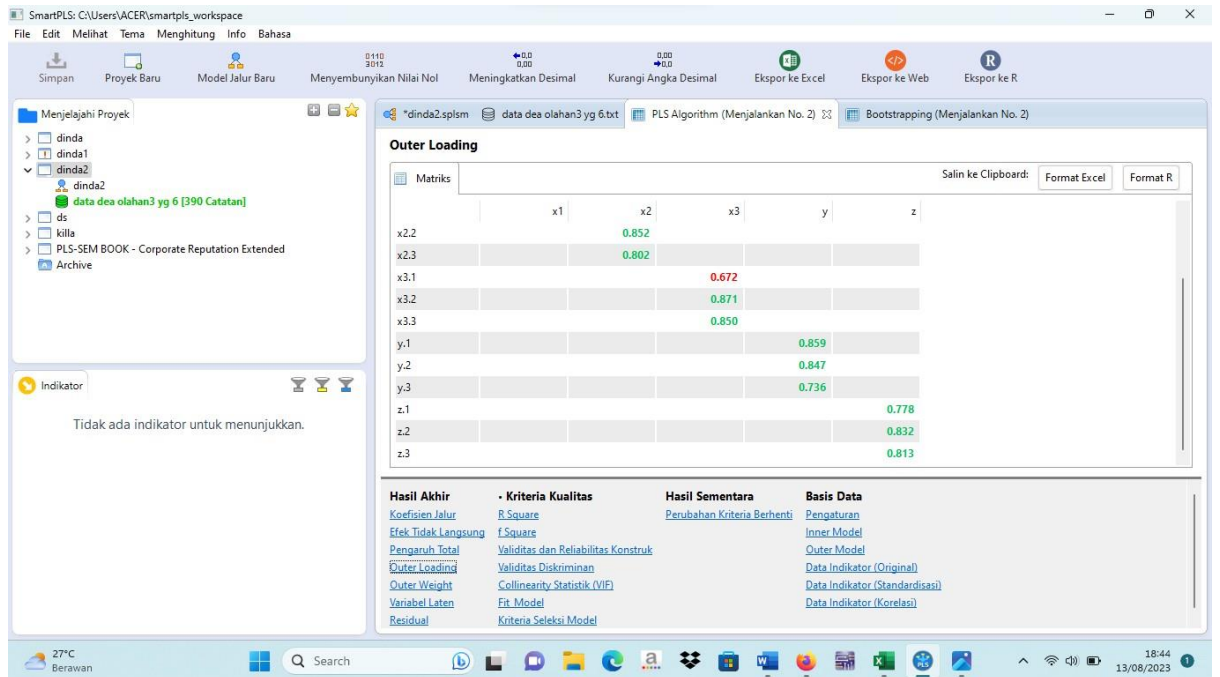 SmartPLS: C:\Users\ACER\smartpls_workspace
File Edit Melihat Tema Menghitung Info Bahasa
Simpan Proyek Baru Model Jalur Baru Menyembunyikan Nilai Nol Meningkatkan Desimal Kurangi Angka Desimal Ekspor ke Excel Ekspor ke Web Ekspor ke R
Menjelajahi Proyek
dinda
dinda1
dinda2
dinda2
data dea olahan3 yg 6 [390 Catatan]
ds
killa
PLS-SEM BOOK - Corporate Reputation Extended
Archive
Indikator
Tidak ada indikator untuk menunjukkan.
*dinda2.splsm data dea olahan3 yg 6.txt PLS Algorithm (Menjalankan No. 2) Bootstrapping (Menjalankan No. 2)
Outer Loading
Matriks Salin ke Clipboard: Format Excel Format R
x1 x2 x3 y z
x2.2 0.852
x2.3 0.802
x3.1 0.672
x3.2 0.871
x3.3 0.850
y.1 0.859
y.2 0.847
y.3 0.736
z.1 0.778
z.2 0.832
z.3 0.813
Hasil Akhir · Kriteria Kualitas Hasil Sementara Basis Data
Koefisien Jalur R Square Perubahan Kriteria Berhenti Pengaturan
Efek Tidak Langsung f Square Inner Model
Pengaruh Total Validitas dan Reliabilitas Konstruk Outer Model
Outer Loading Validitas Diskriminan Data Indikator (Original)
Outer Weight Collinearity Statistik (VIF) Data Indikator (Standardisasi)
Variabel Laten Fit Model Data Indikator (Korelasi)
Residual Kriteria Seleksi Model
27°C
Berawan
Search
18:44
13/08/2023
1